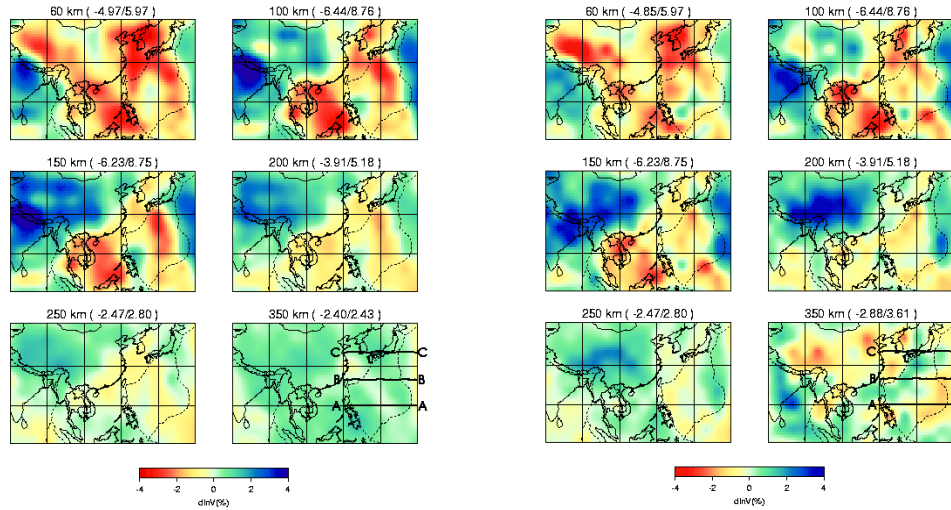 60 km ( -4.97/5.97)
100 km ( -6.44/8.76)
60 km ( -4.85/5.97)
100 km ( -6.44/8.76)
150 km ( -6.23/8.75)
200 km ( -3.91/5.18)
150 km ( -6.23/8.75)
200 km ( -3.91/5.18)
250 km ( -2.47/2.80)
350 km ( -2.40/2.43)
250 km ( -2.47/2.80)
350 km ( -2.88/3.61)
C C
B B
A A
C
B
A
-4 -2 0 2 4
dlnV(%)
-4 -2 0 2 4
dlnV(%)